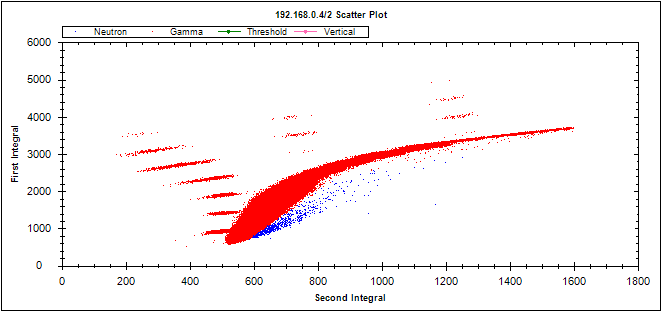 192.168.0.4/2 Scatter Plot
Neutron Gamma Threshold Vertical
6000
5000
4000
3000
2000
1000
0
First Integral
0 200 400 600 800 1000 1200 1400 1600 1800
Second Integral